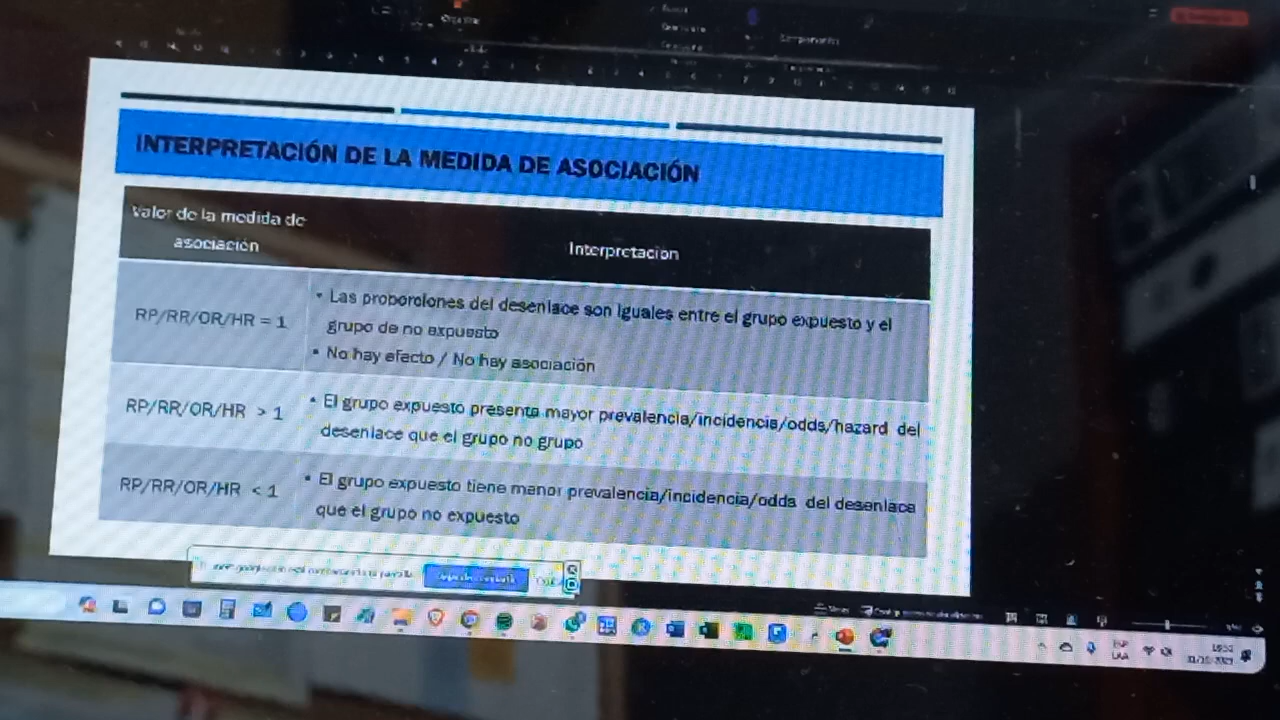 INTERPRETACIÓN DE LA MEDIDA DE ASOCIACIÓN
Valor de la medida de
asociación
Interpretacion
RP/RR/OR/HR = 1
• Las proporciones del desenlace son iguales entre el grupo expuesto y el
grupo de no expuesto
• No hay efecto / No hay asociación
RP/RR/OR/HR > 1
• El grupo expuesto presenta mayor prevalencia/incidencia/odds/hazard del
desenlace que el grupo no grupo
RP/RR/OR/HR < 1
• El grupo expuesto tiene menor prevalencia/incidencia/odds del desenlace
que el grupo no expuesto
ESP
LAA